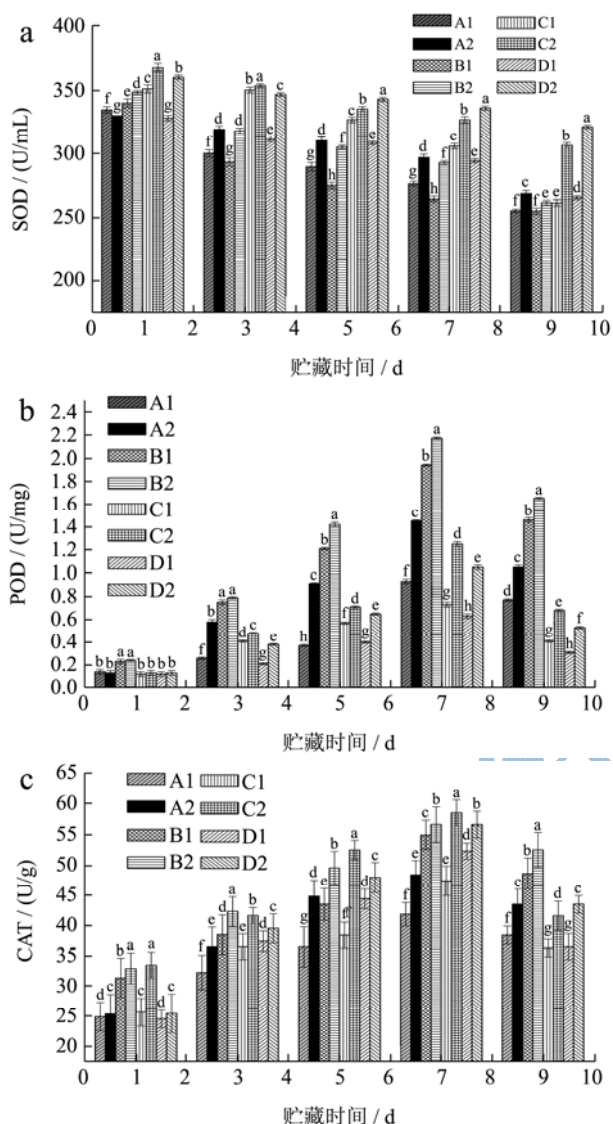 a
400
350
300
250
200
SOD / (U/mL)
A1 C1
A2 C2
B1 D1
B2 D2
f g e d c a g b
f d g d b a e c
g d h f c b e a
g d h f c b e a
f c f e e b d a
0 1 2 3 4 5 6 7 8 9 10
贮藏时间 / d
b
2.4
2.2
2.0
1.8
1.6
1.4
1.2
1.0
0.8
0.6
0.4
0.2
0.0
POD / (U/mg)
A1
A2
B1
B2
C1
C2
D1
D2
b b a a b b b b
f b a a d c g e
h c b a f d g e
f c b a g d h e
d c b a g e h f
0 1 2 3 4 5 6 7 8 9 10
贮藏时间 / d
c
65
60
55
50
45
40
35
30
25
20
CAT / (U/g)
A1 C1
A2 C2
B1 D1
B2 D2
d c b a c a d c
f e d a e b d c
f d e b f a d c
f e c b e a d b
e c b a f d f c
0 1 2 3 4 5 6 7 8 9 10
贮藏时间 / d